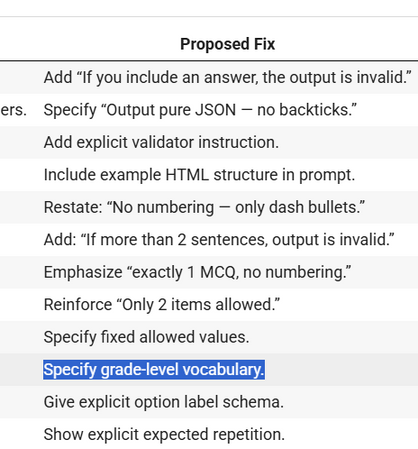 Proposed Fix
Add “If you include an answer, the output is invalid.”
ers. Specify “Output pure JSON — no backticks.”
Add explicit validator instruction.
Include example HTML structure in prompt.
Restate: “No numbering — only dash bullets.”
Add: “If more than 2 sentences, output is invalid.”
Emphasize “exactly 1 MCQ, no numbering.”
Reinforce “Only 2 items allowed.”
Specify fixed allowed values.
Specify grade-level vocabulary.
Give explicit option label schema.
Show explicit expected repetition.